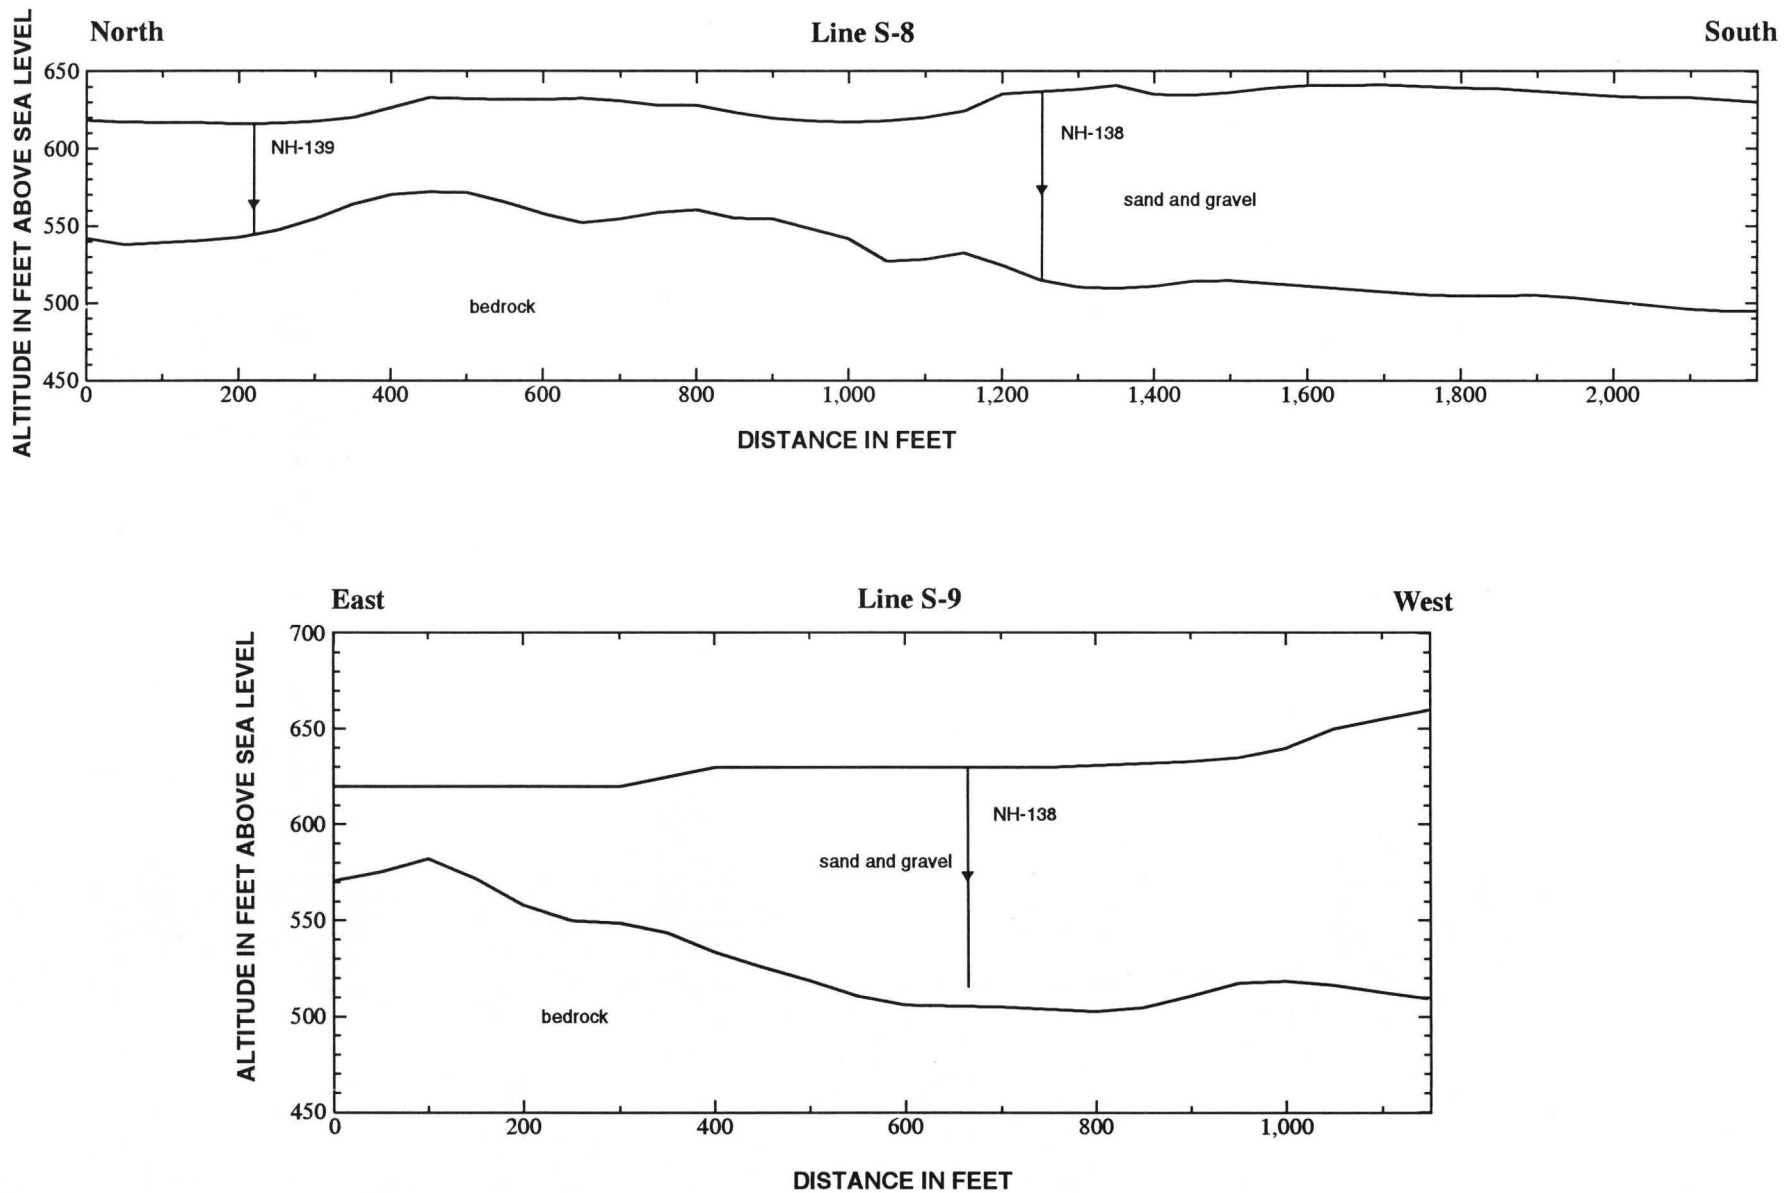 North Line S-8 South
ALTITUDE IN FEET ABOVE SEA LEVEL
650
600
550
500
450
NH-139
NH-138
sand and gravel
bedrock
0 200 400 600 800 1,000 1,200 1,400 1,600 1,800 2,000
DISTANCE IN FEET
East Line S-9 West
ALTITUDE IN FEET ABOVE SEA LEVEL
700
650
600
550
500
450
NH-138
sand and gravel
bedrock
0 200 400 600 800 1,000
DISTANCE IN FEET